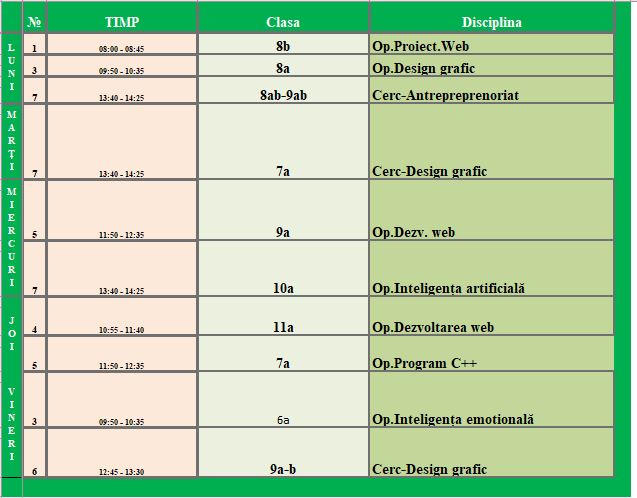 № TIMP Clasa Disciplina
LUNI
1 08:00 - 08:45 8b Op.Proiect.Web
3 09:50 - 10:35 8a Op.Design grafic
7 13:40 - 14:25 8ab-9ab Cerc-Antrepreprenoriat
MARȚI
7 13:40 - 14:25 7a Cerc-Design grafic
MIERCURI
5 11:50 - 12:35 9a Op.Dezv. web
7 13:40 - 14:25 10a Op.Inteligența artificială
JOI
4 10:55 - 11:40 11a Op.Dezvoltarea web
5 11:50 - 12:35 7a Op.Program C++
VINERI
3 09:50 - 10:35 6a Op.Inteligența emotională
6 12:45 - 13:30 9a-b Cerc-Design grafic